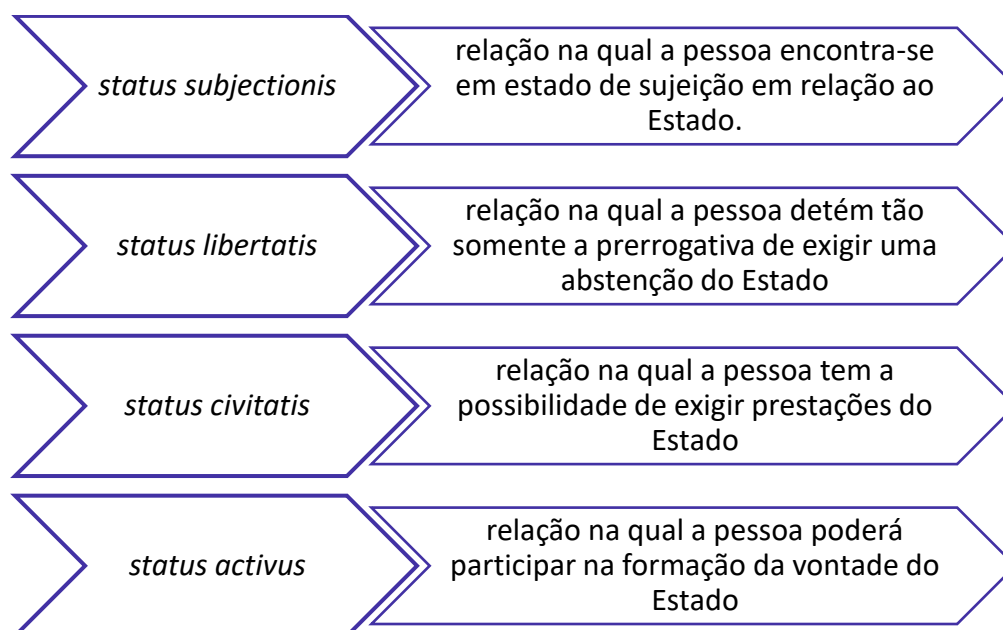 status subjectionis
relação na qual a pessoa encontra-se
em estado de sujeição em relação ao
Estado.
status libertatis
relação na qual a pessoa detém tão
somente a prerrogativa de exigir uma
abstenção do Estado
status civitatis
relação na qual a pessoa tem a
possibilidade de exigir prestações do
Estado
status activus
relação na qual a pessoa poderá
participar na formação da vontade do
Estado